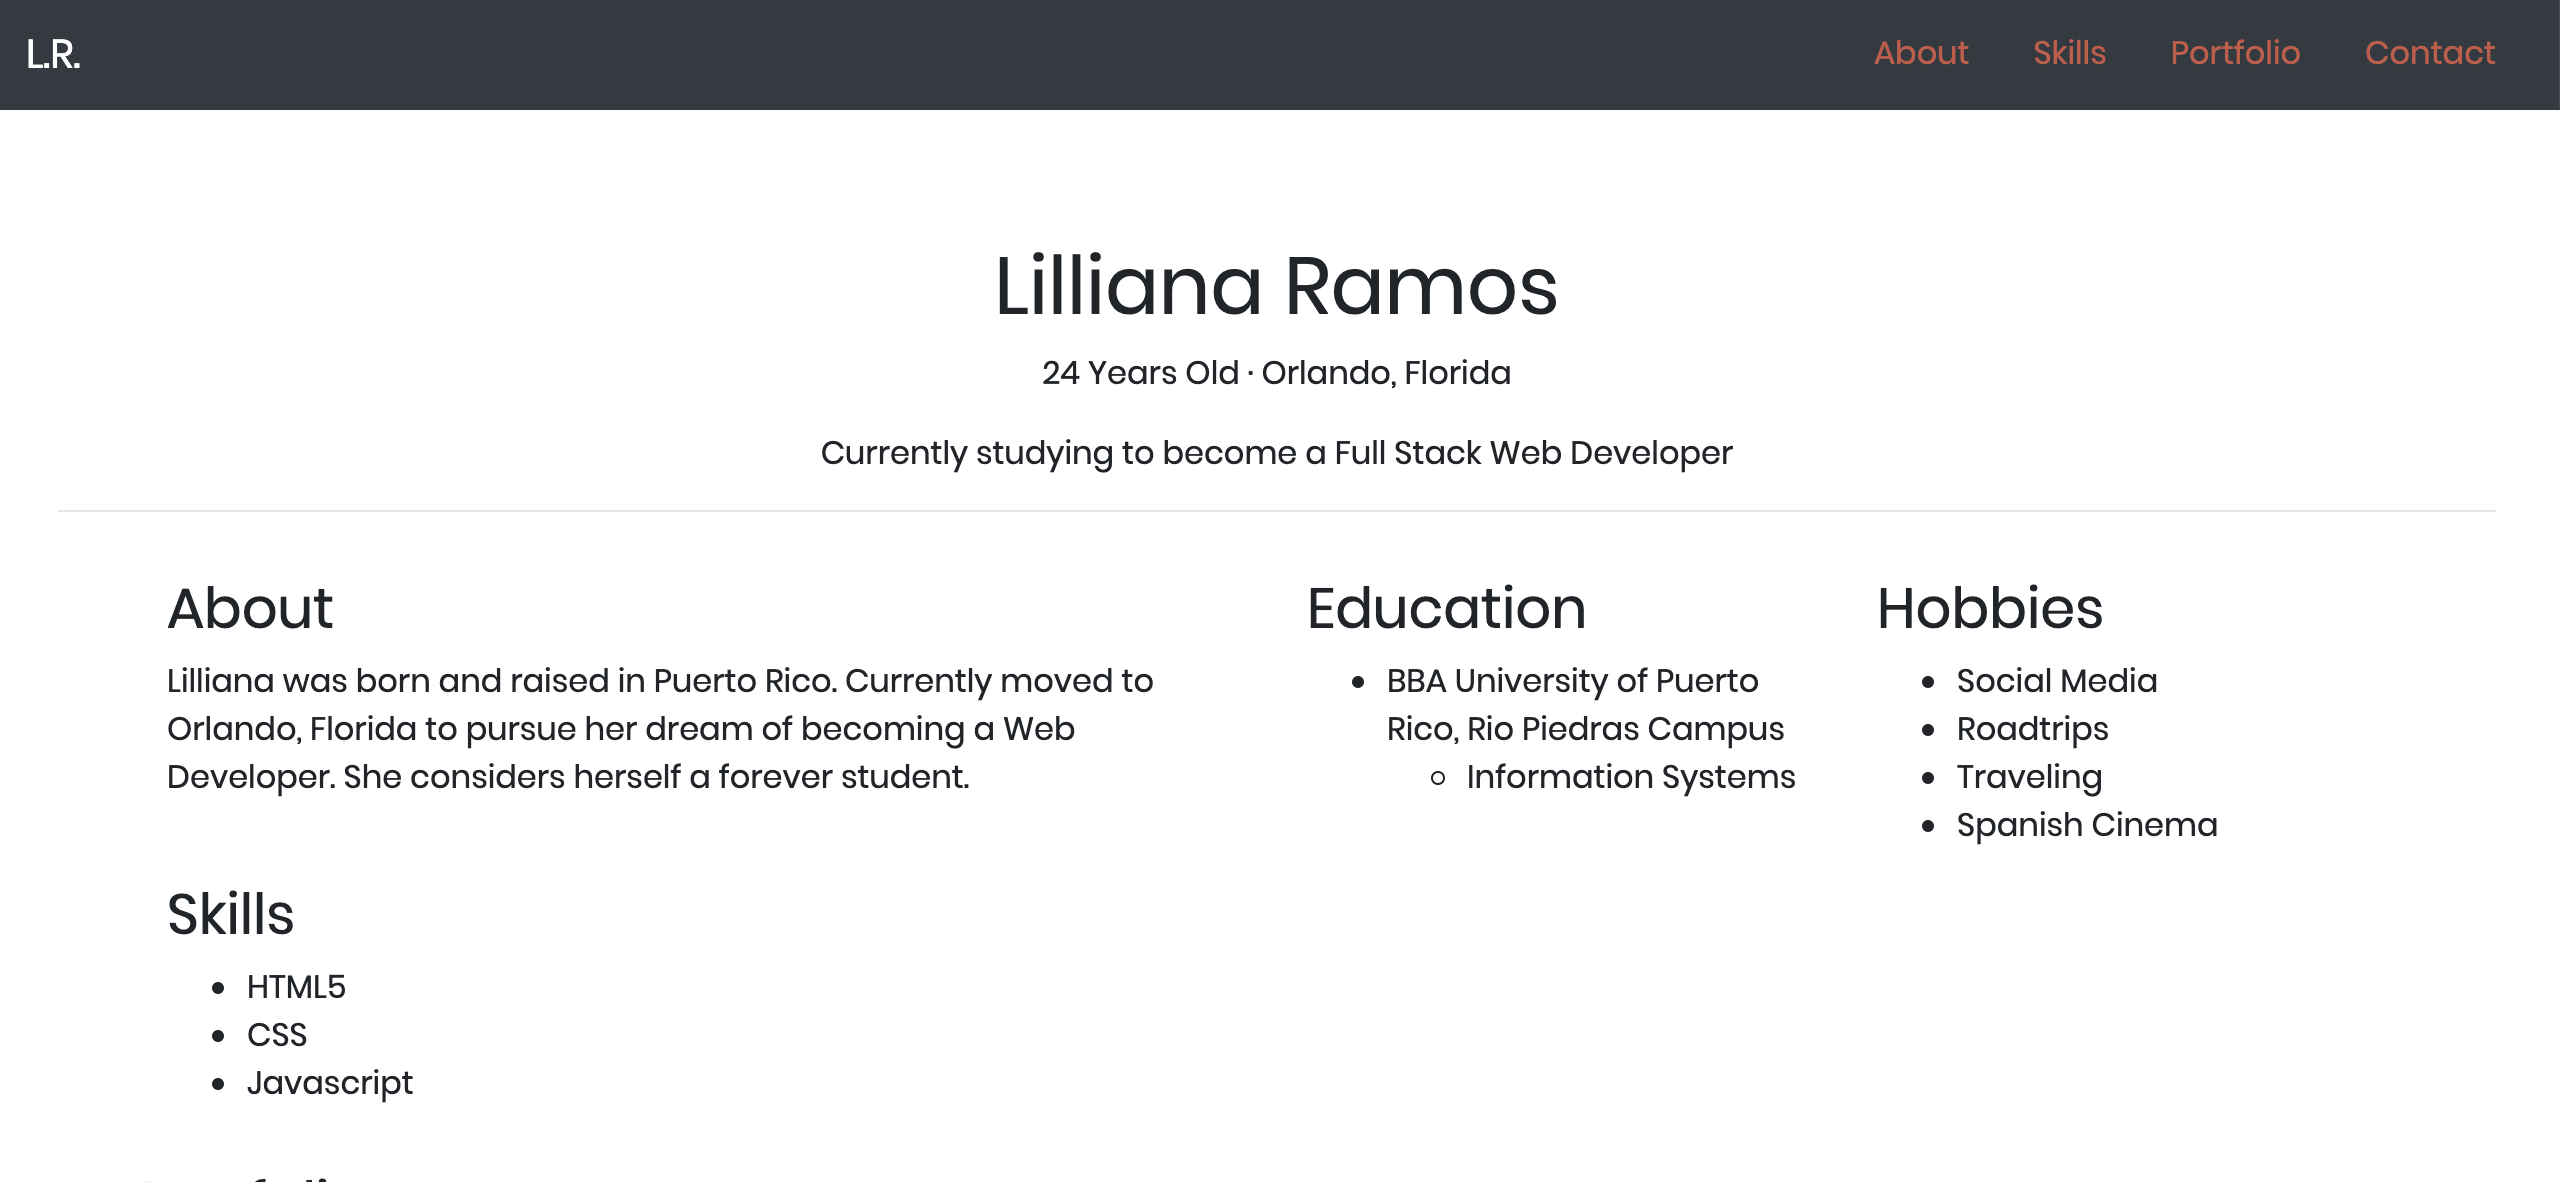 L.R.
About Skills Portfolio Contact
Lilliana Ramos
24 Years Old · Orlando, Florida
Currently studying to become a Full Stack Web Developer
About
Lilliana was born and raised in Puerto Rico. Currently moved to
Orlando, Florida to pursue her dream of becoming a Web
Developer. She considers herself a forever student.
Education
BBA University of Puerto
Rico, Rio Piedras Campus
Information Systems
Hobbies
Social Media
Roadtrips
Traveling
Spanish Cinema
Skills
HTML5
CSS
Javascript